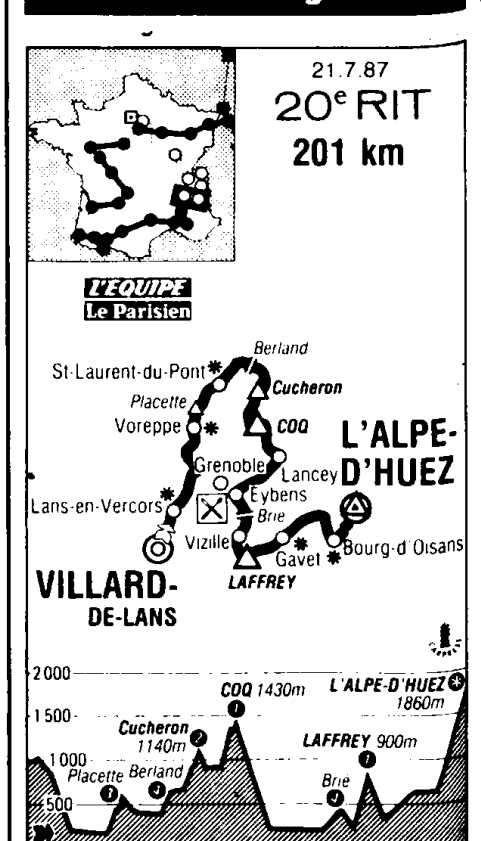 21.7.87
20e RIT
201 km
L'EQUIPE
Le Parisien
Berland
St-Laurent-du-Pont
Cucheron
Placette
Voreppe
COQ
L'ALPE-
D'HUEZ
Grenoble
Lancey
Lans-en-Vercors
Eybens
Brie
Vizille
Gavet
Bourg-d'Oisans
LAFFREY
VILLARD-
DE-LANS
2000
COQ 1430m
L'ALPE-D'HUEZ
1860m
1500
Cucheron
1140m
LAFFREY 900m
1000
Placette
Berland
Brie
500